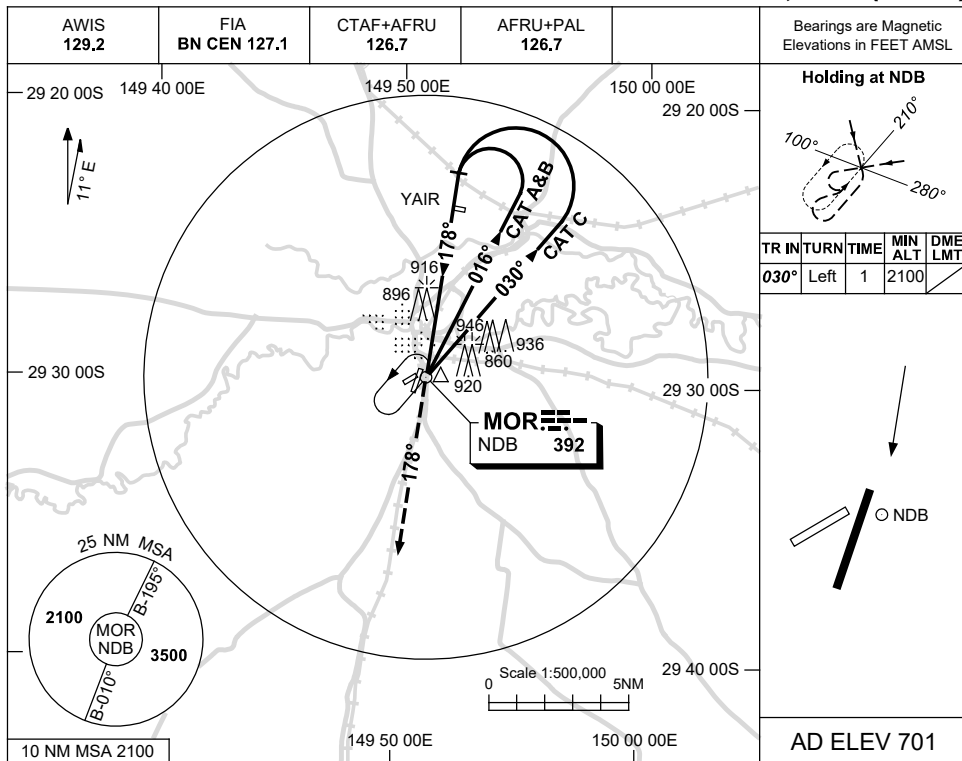 AWIS
129.2
FIA
BN CEN 127.1
CTAF+AFRU
126.7
AFRU+PAL
126.7
Bearings are Magnetic
Elevations in FEET AMSL
29 20 00S
149 40 00E
149 50 00E
150 00 00E
29 20 00S
11° E
YAIR
178°
016°
CAT A&B
030°
CAT C
916
896
946
936
860
920
29 30 00S
29 30 00S
MOR
NDB 392
178°
25 NM MSA
2100
B-195°
MOR
NDB
3500
B-010°
Scale 1:500,000
0 5NM
29 40 00S
149 50 00E
150 00 00E
10 NM MSA 2100
Holding at NDB
210°
100°
280°
TR IN TURN TIME MIN ALT DME LMT
030° Left 1 2100
NDB
AD ELEV 701